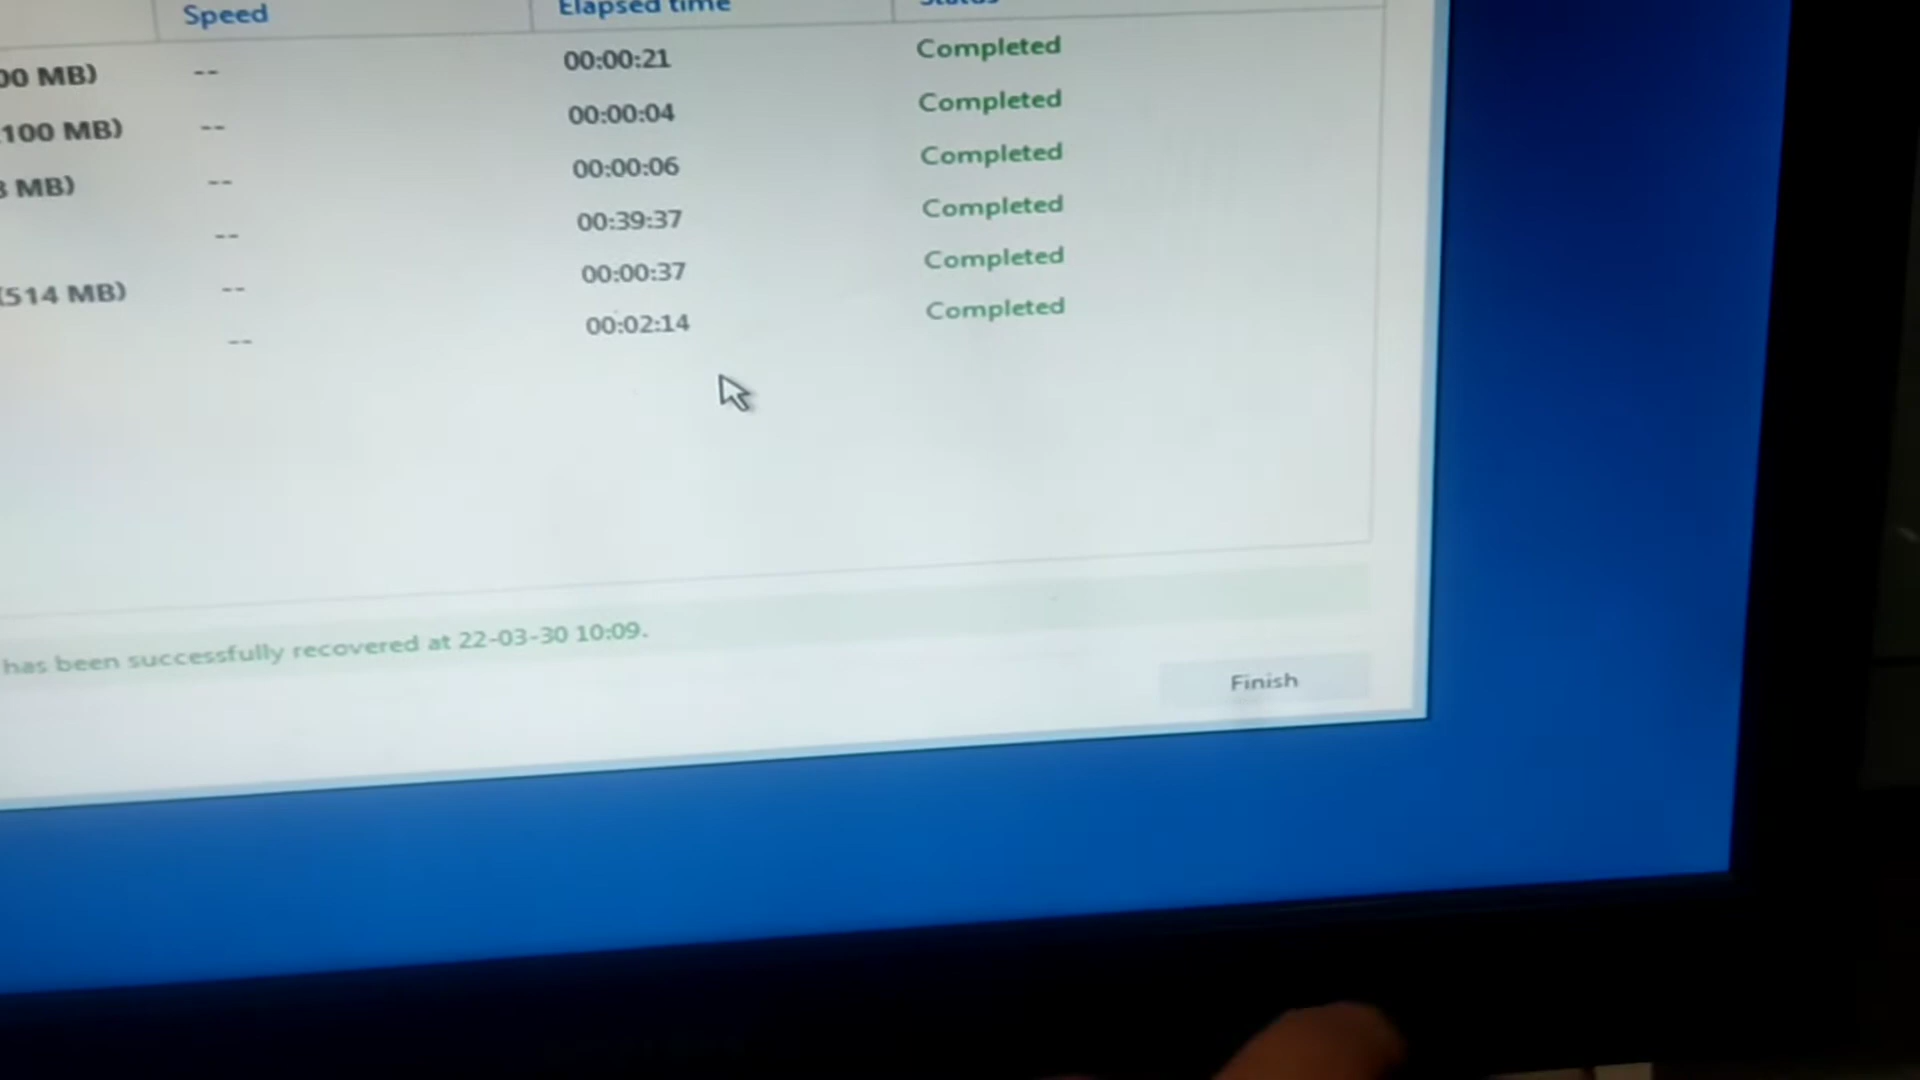 Speed Elapsed time Status
00 MB) -- 00:00:21 Completed
100 MB) -- 00:00:04 Completed
8 MB) -- 00:00:06 Completed
-- 00:39:37 Completed
(514 MB) -- 00:00:37 Completed
-- 00:02:14 Completed
has been successfully recovered at 22-03-30 10:09.
Finish